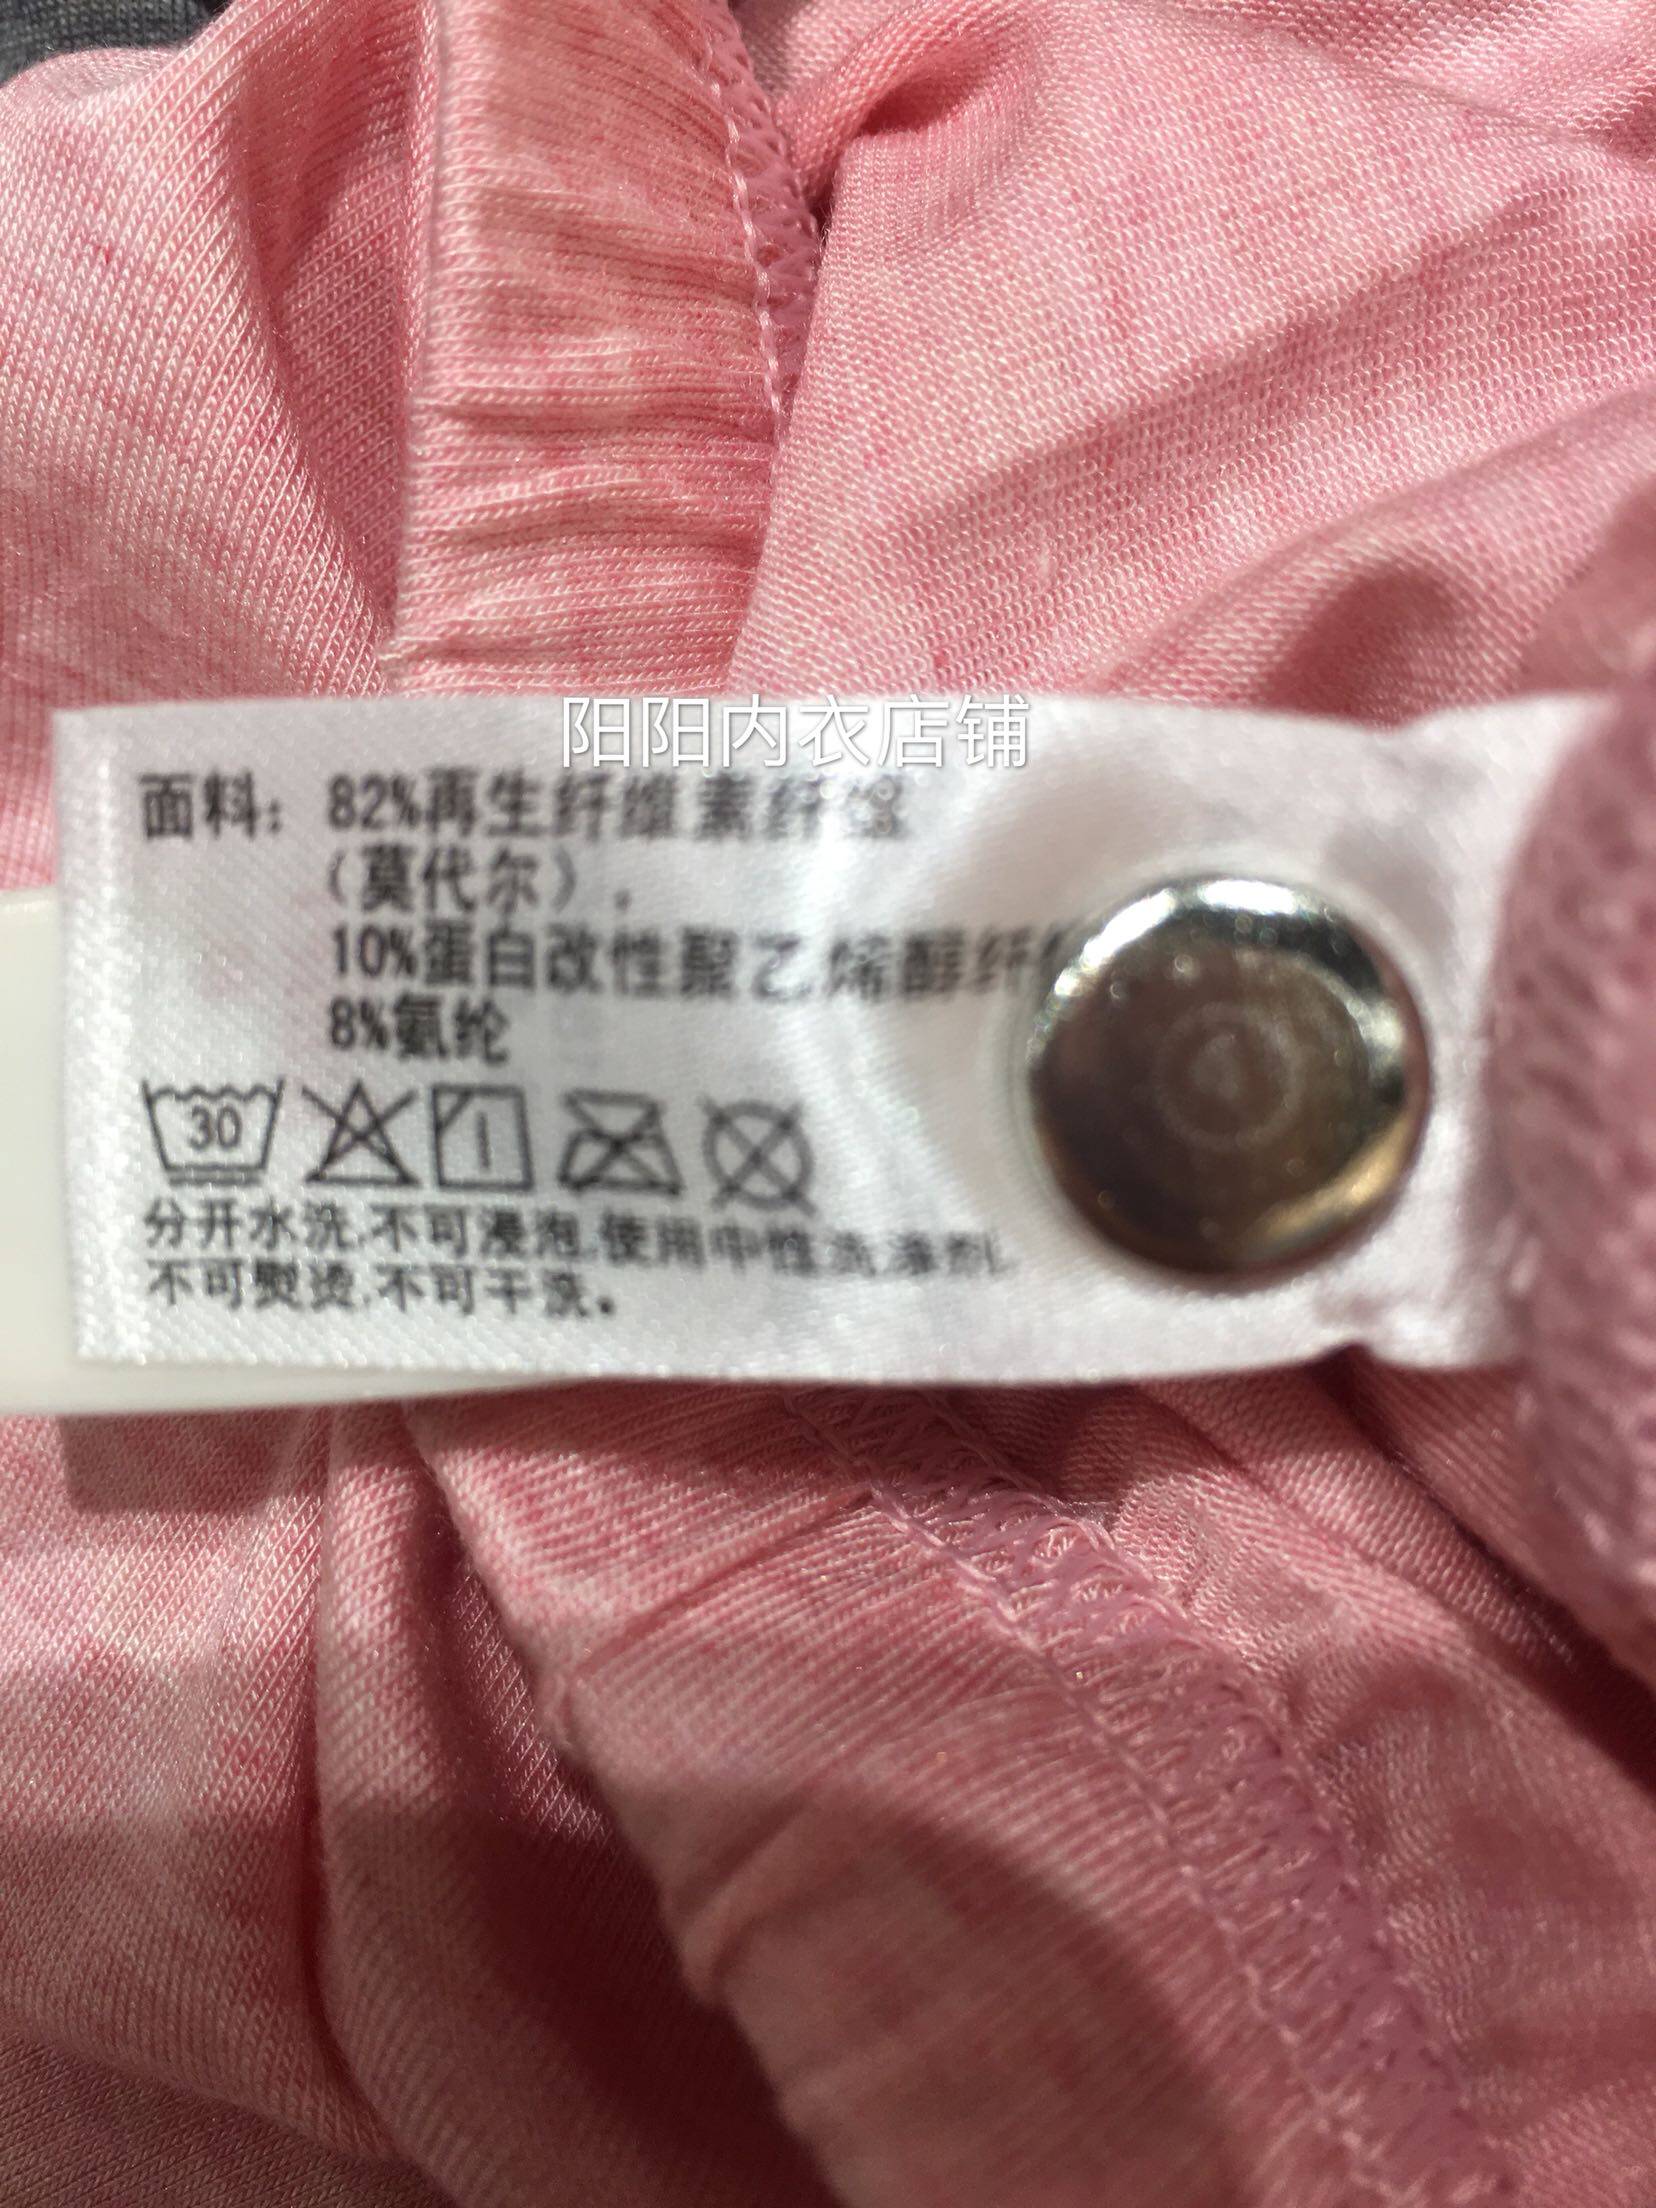 阳阳内衣店铺
面料: 82%再生纤维素纤维
(莫代尔),
10%蛋白改性聚乙烯醇纤
8%氨纶
30
分开水洗,不可浸泡,使用中性洗涤剂,
不可熨烫,不可干洗。